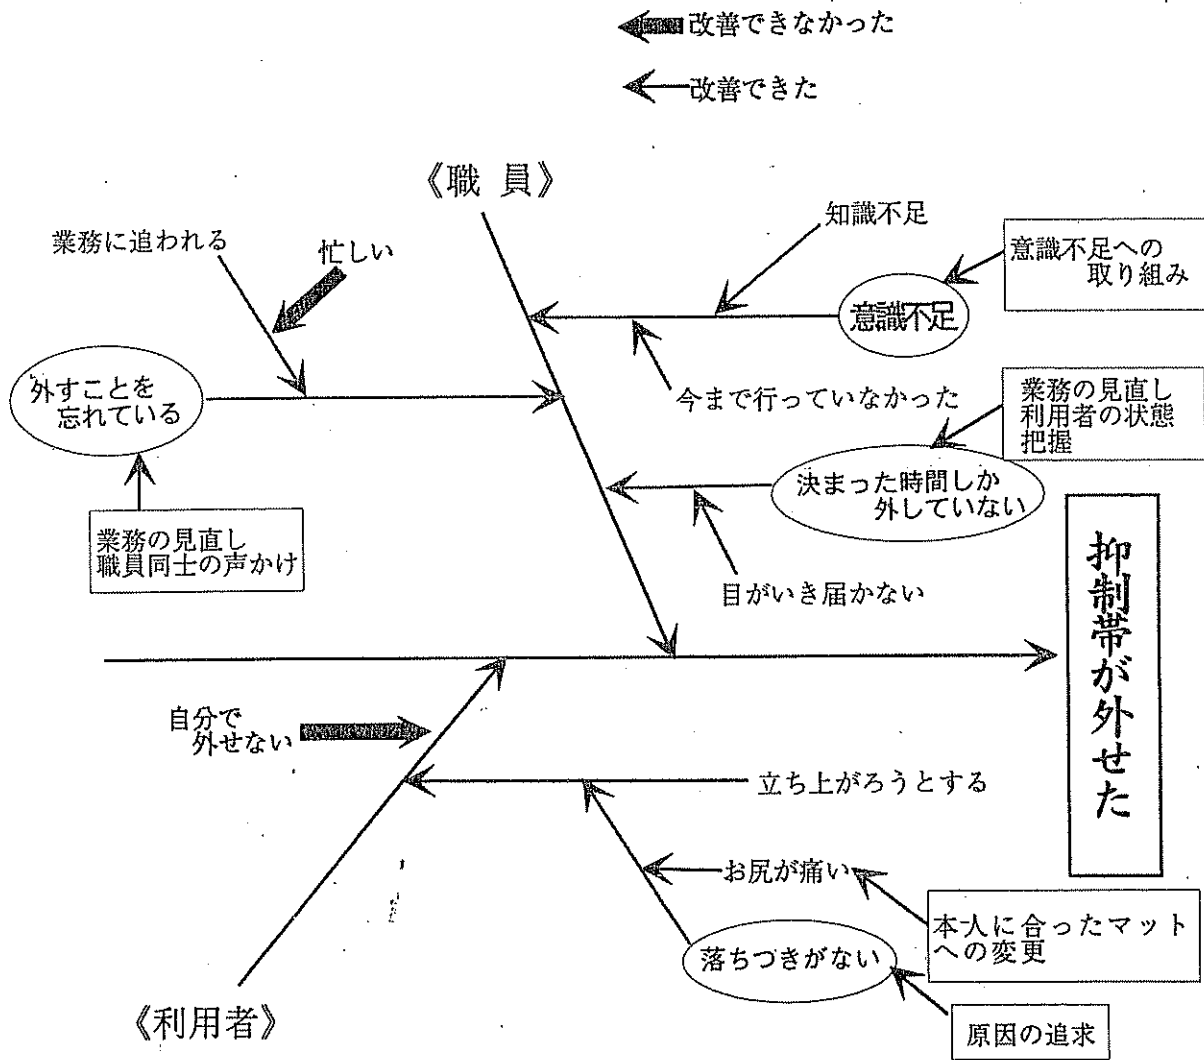 改善できなかった
改善できた
《職 員》
業務に追われる
忙しい
知識不足
意識不足への
取り組み
意識不足
外すことを
忘れている
今まで行っていなかった
業務の見直し
利用者の状態
把握
決まった時間しか
外していない
業務の見直し
職員同士の声かけ
目がいき届かない
抑制帯が外せた
自分で
外せない
立ち上がろうとする
お尻が痛い
本人に合ったマット
への変更
落ちつきがない
原因の追求
《利用者》